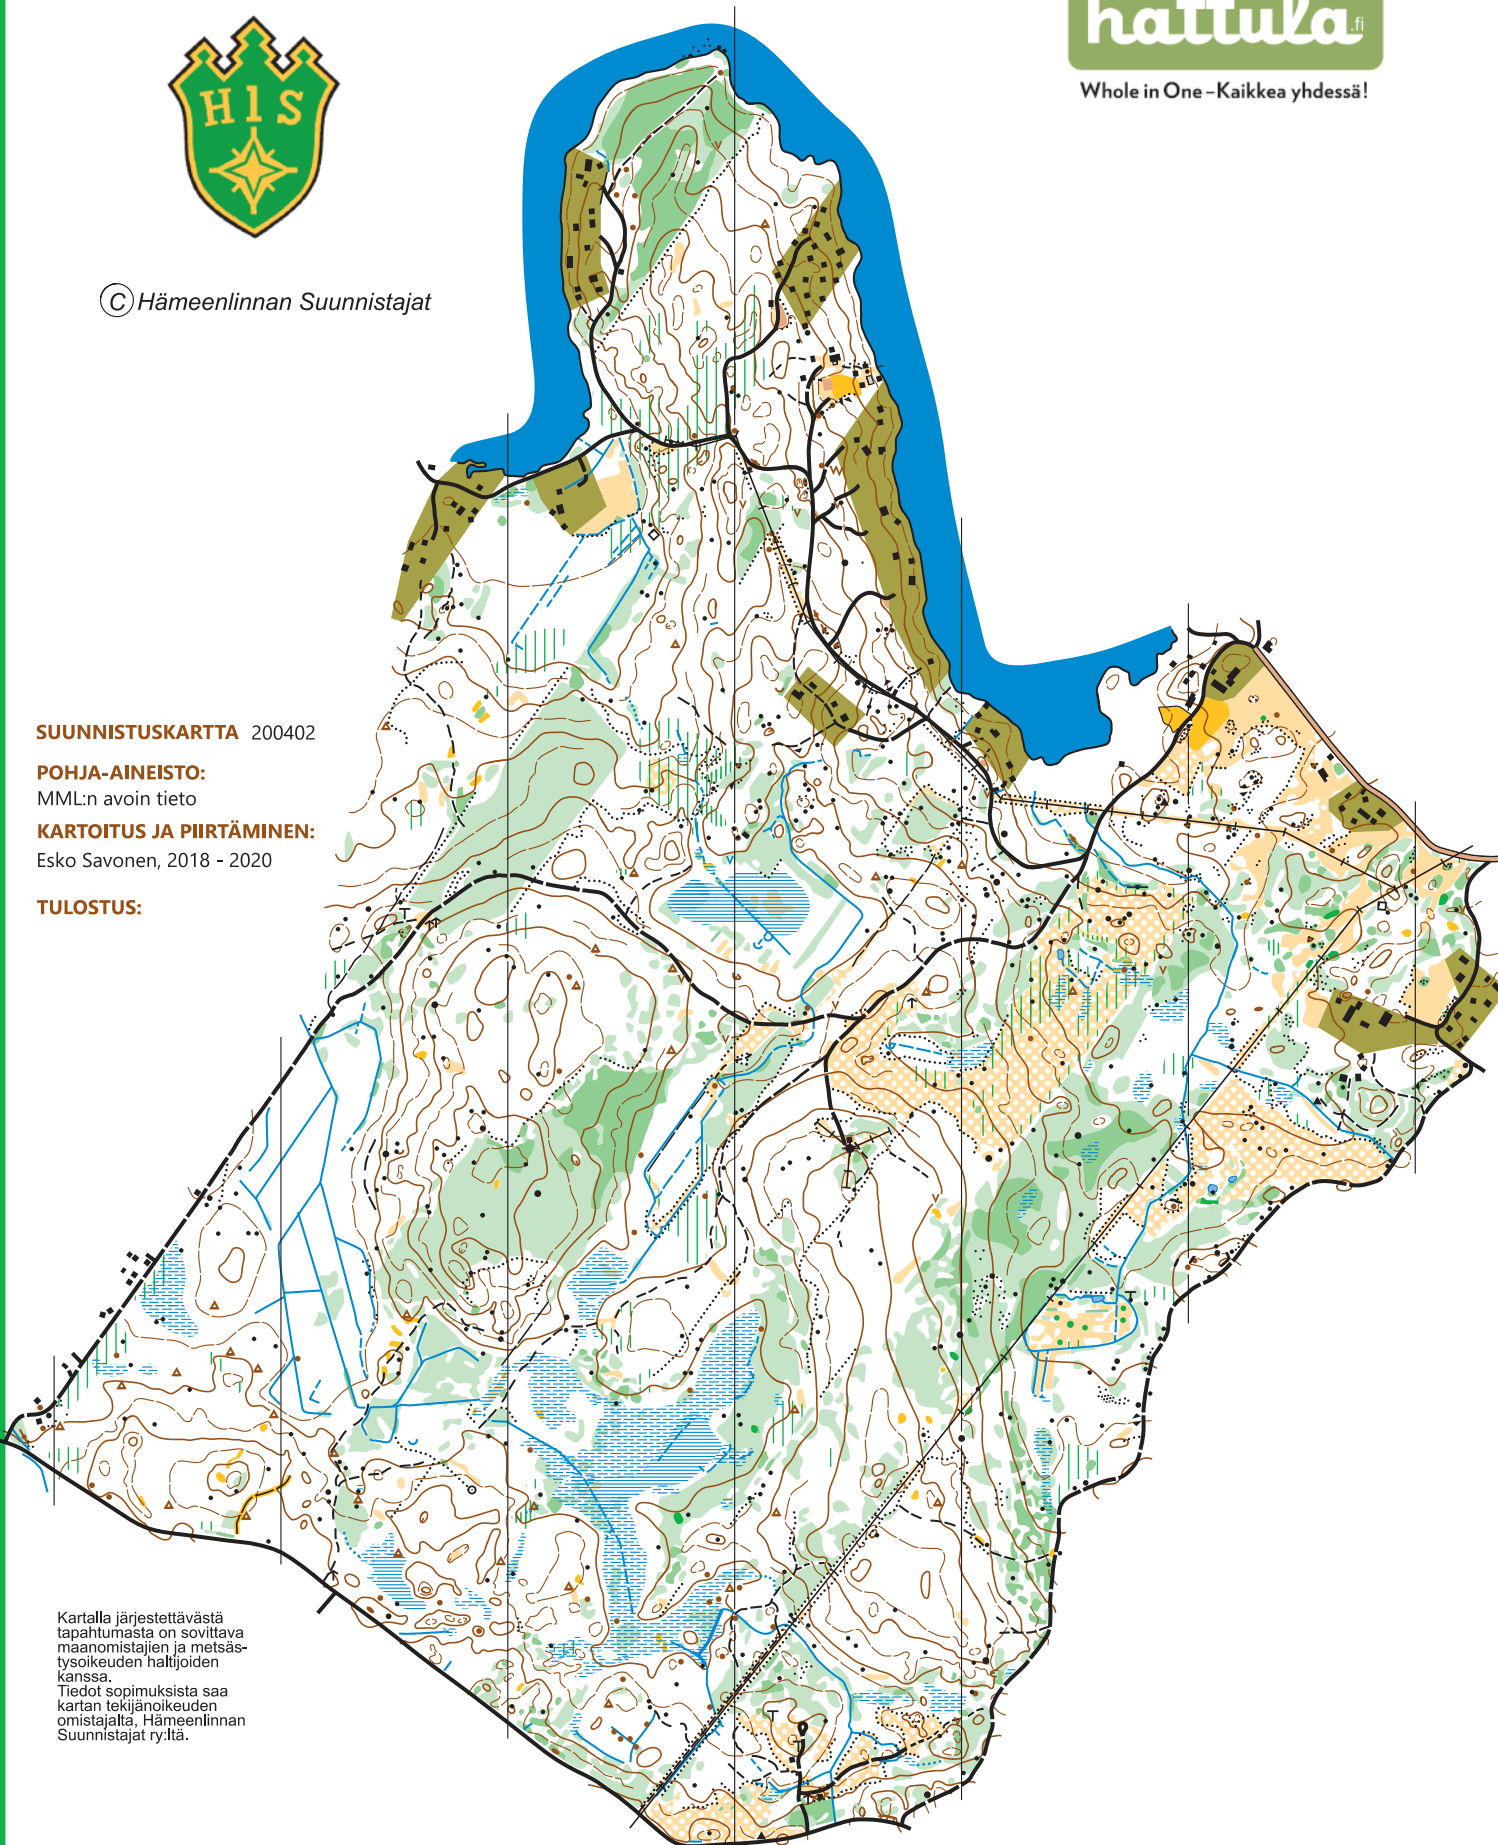 HIS
hattula.fi
Whole in One – Kaikkea yhdessä!
C Hämeenlinnan Suunnistajat
SUUNNISTUSKARTTA 200402
POHJA-AINEISTO:
MML:n avoin tieto
KARTOITUS JA PIIRTÄMINEN:
Esko Savonen, 2018 - 2020
TULOSTUS:
Kartalla järjestettävästä
tapahtumasta on sovittava
maanomistajien ja metsäs-
tysoikeuden haltijoiden
kanssa.
Tiedot sopimuksista saa
kartan tekijänoikeuden
omistajalta, Hämeenlinnan
Suunnistajat ry:ltä.